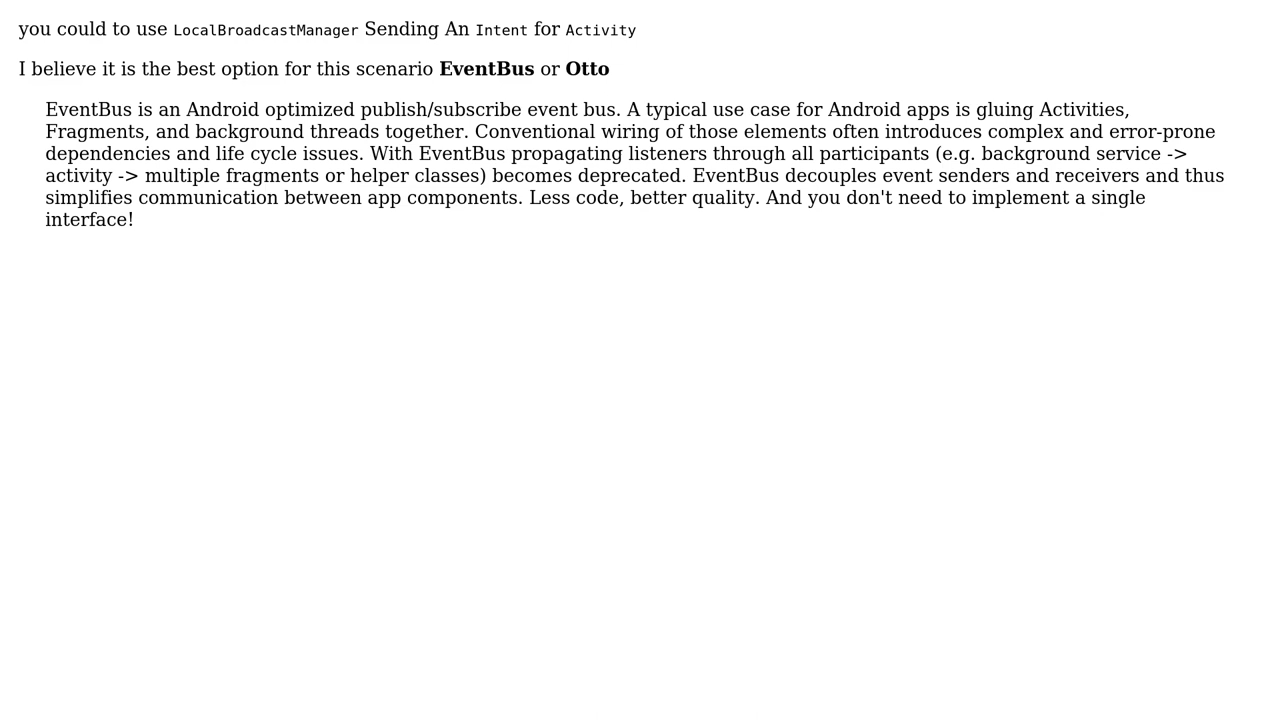 you could to use LocalBroadcastManager Sending An Intent for Activity
I believe it is the best option for this scenario EventBus or Otto
EventBus is an Android optimized publish/subscribe event bus. A typical use case for Android apps is gluing Activities,
Fragments, and background threads together. Conventional wiring of those elements often introduces complex and error-prone
dependencies and life cycle issues. With EventBus propagating listeners through all participants (e.g. background service ->
activity -> multiple fragments or helper classes) becomes deprecated. EventBus decouples event senders and receivers and thus
simplifies communication between app components. Less code, better quality. And you don't need to implement a single
interface!